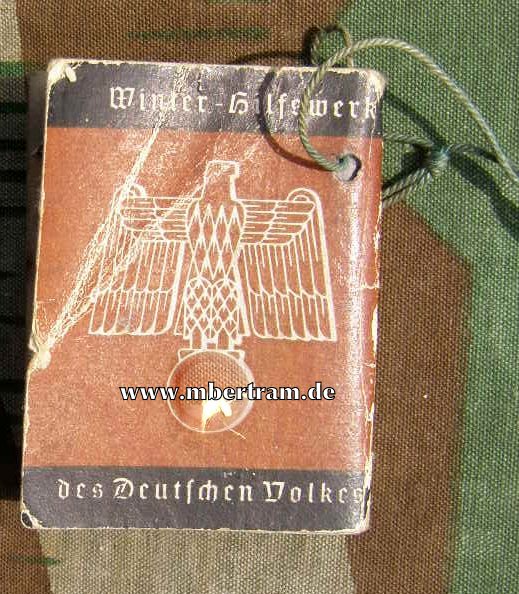 Winter-Hilfswerk
www.mbertram.de
des Deutschen Volkes